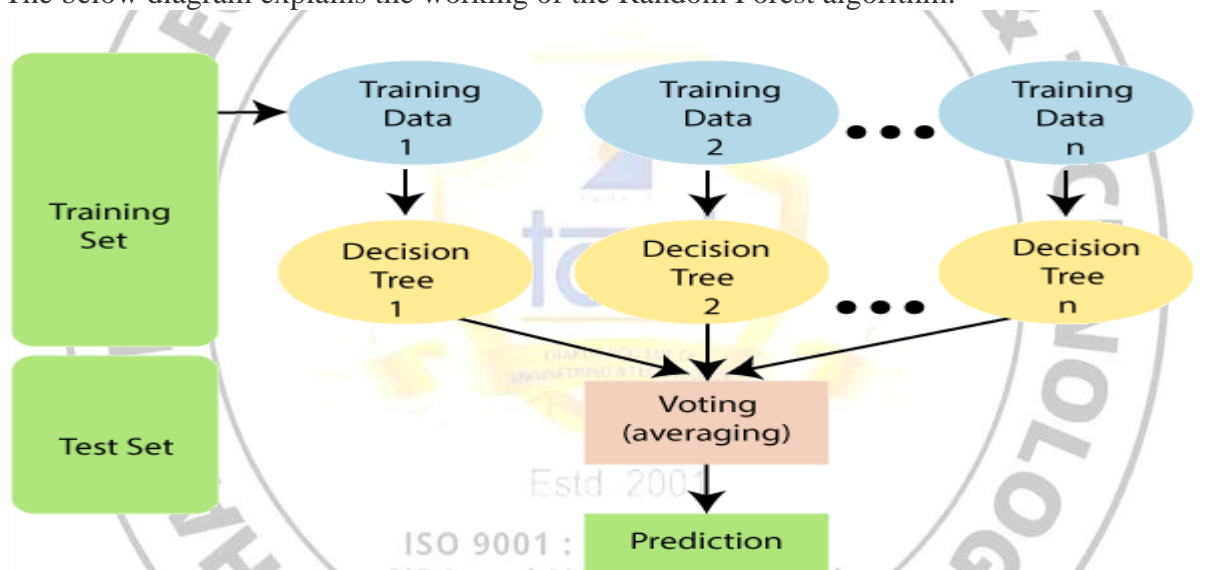 The below diagram explains the working of the Random Forest algorithm:
Training
Data
1
Training
Data
2
Training
Data
n
Training
Set
Decision
Tree
1
Decision
Tree
2
Decision
Tree
n
Voting
(averaging)
Test Set
Prediction
Estd. 2001
ISO 9001 :